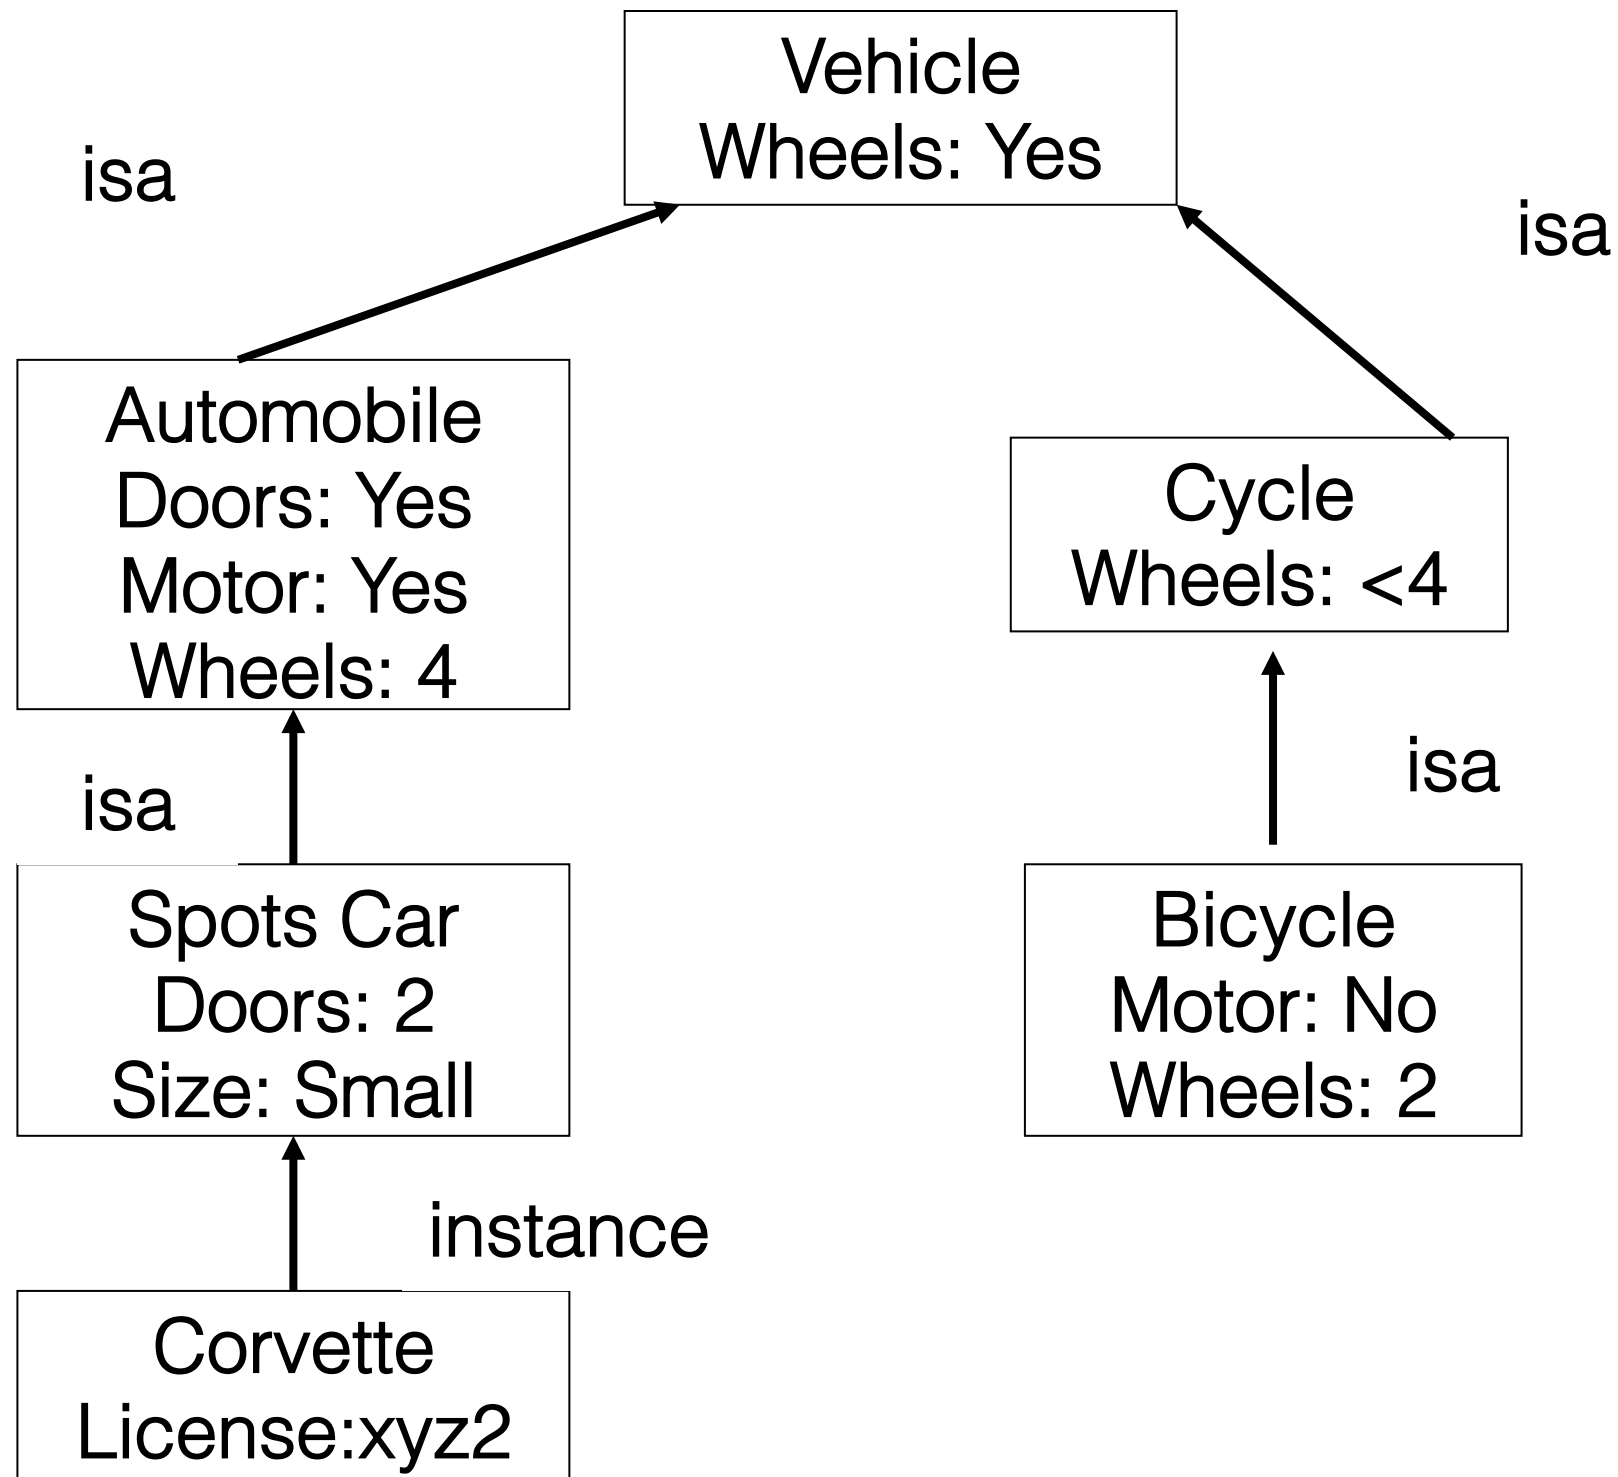 Vehicle
Wheels: Yes
isa
isa
Automobile
Doors: Yes
Motor: Yes
Wheels: 4
Cycle
Wheels: <4
isa
isa
Spots Car
Doors: 2
Size: Small
Bicycle
Motor: No
Wheels: 2
instance
Corvette
License:xyz2